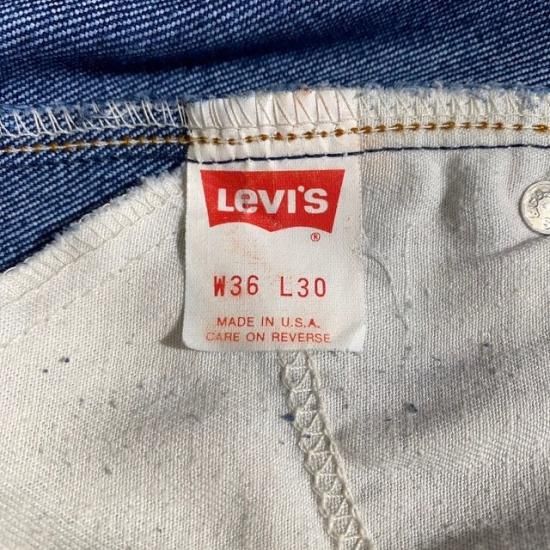 LEVI'S
®
W36 L30
MADE IN U.S.A.
CARE ON REVERSE